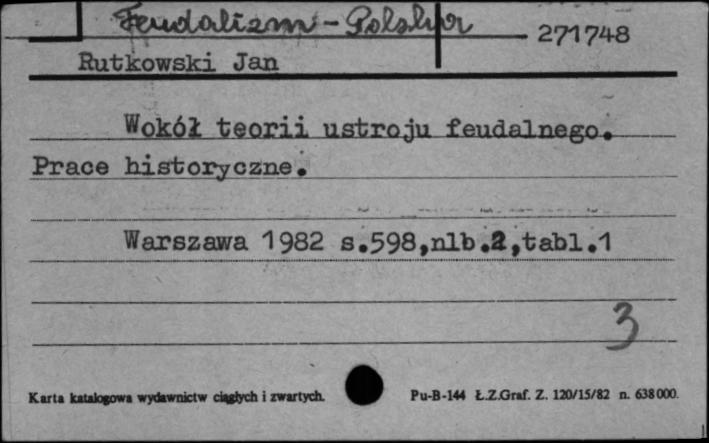 Feudalizm - Polska
271748
Rutkowski Jan
Wokół teorii ustroju feudalnego.
Prace historyczne.
Warszawa 1982 s.598,nlb.2,tabl.1
3
Karta katalogowa wydawnictw ciągłych i zwartych.
Pu-B-144 Ł.Z.Graf. Z. 120/15/82 n. 638000.